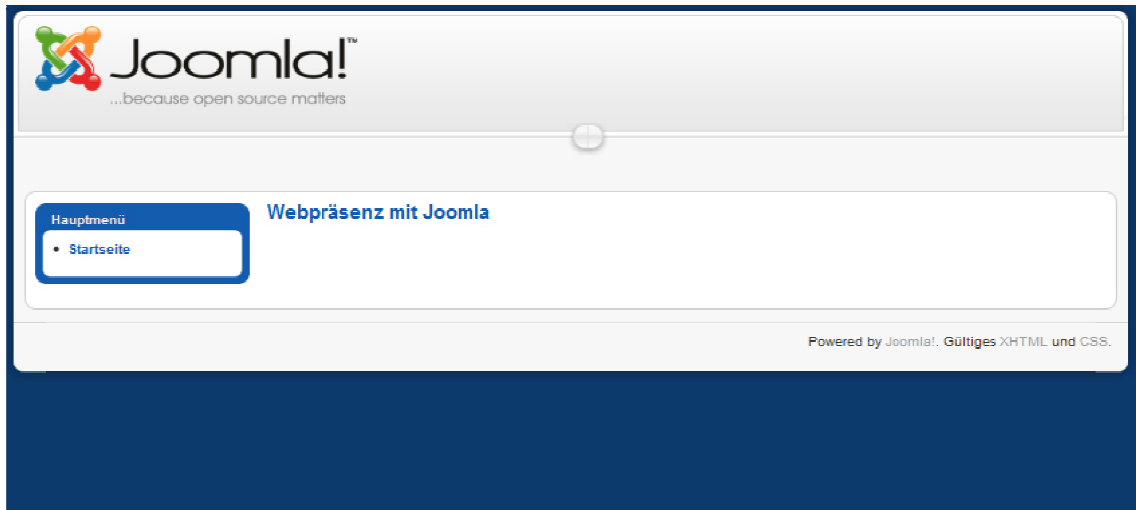 Joomla!™
...because open source matters
Hauptmenü
Webpräsenz mit Joomla
• Startseite
Powered by Joomla!. Gültiges XHTML und CSS.